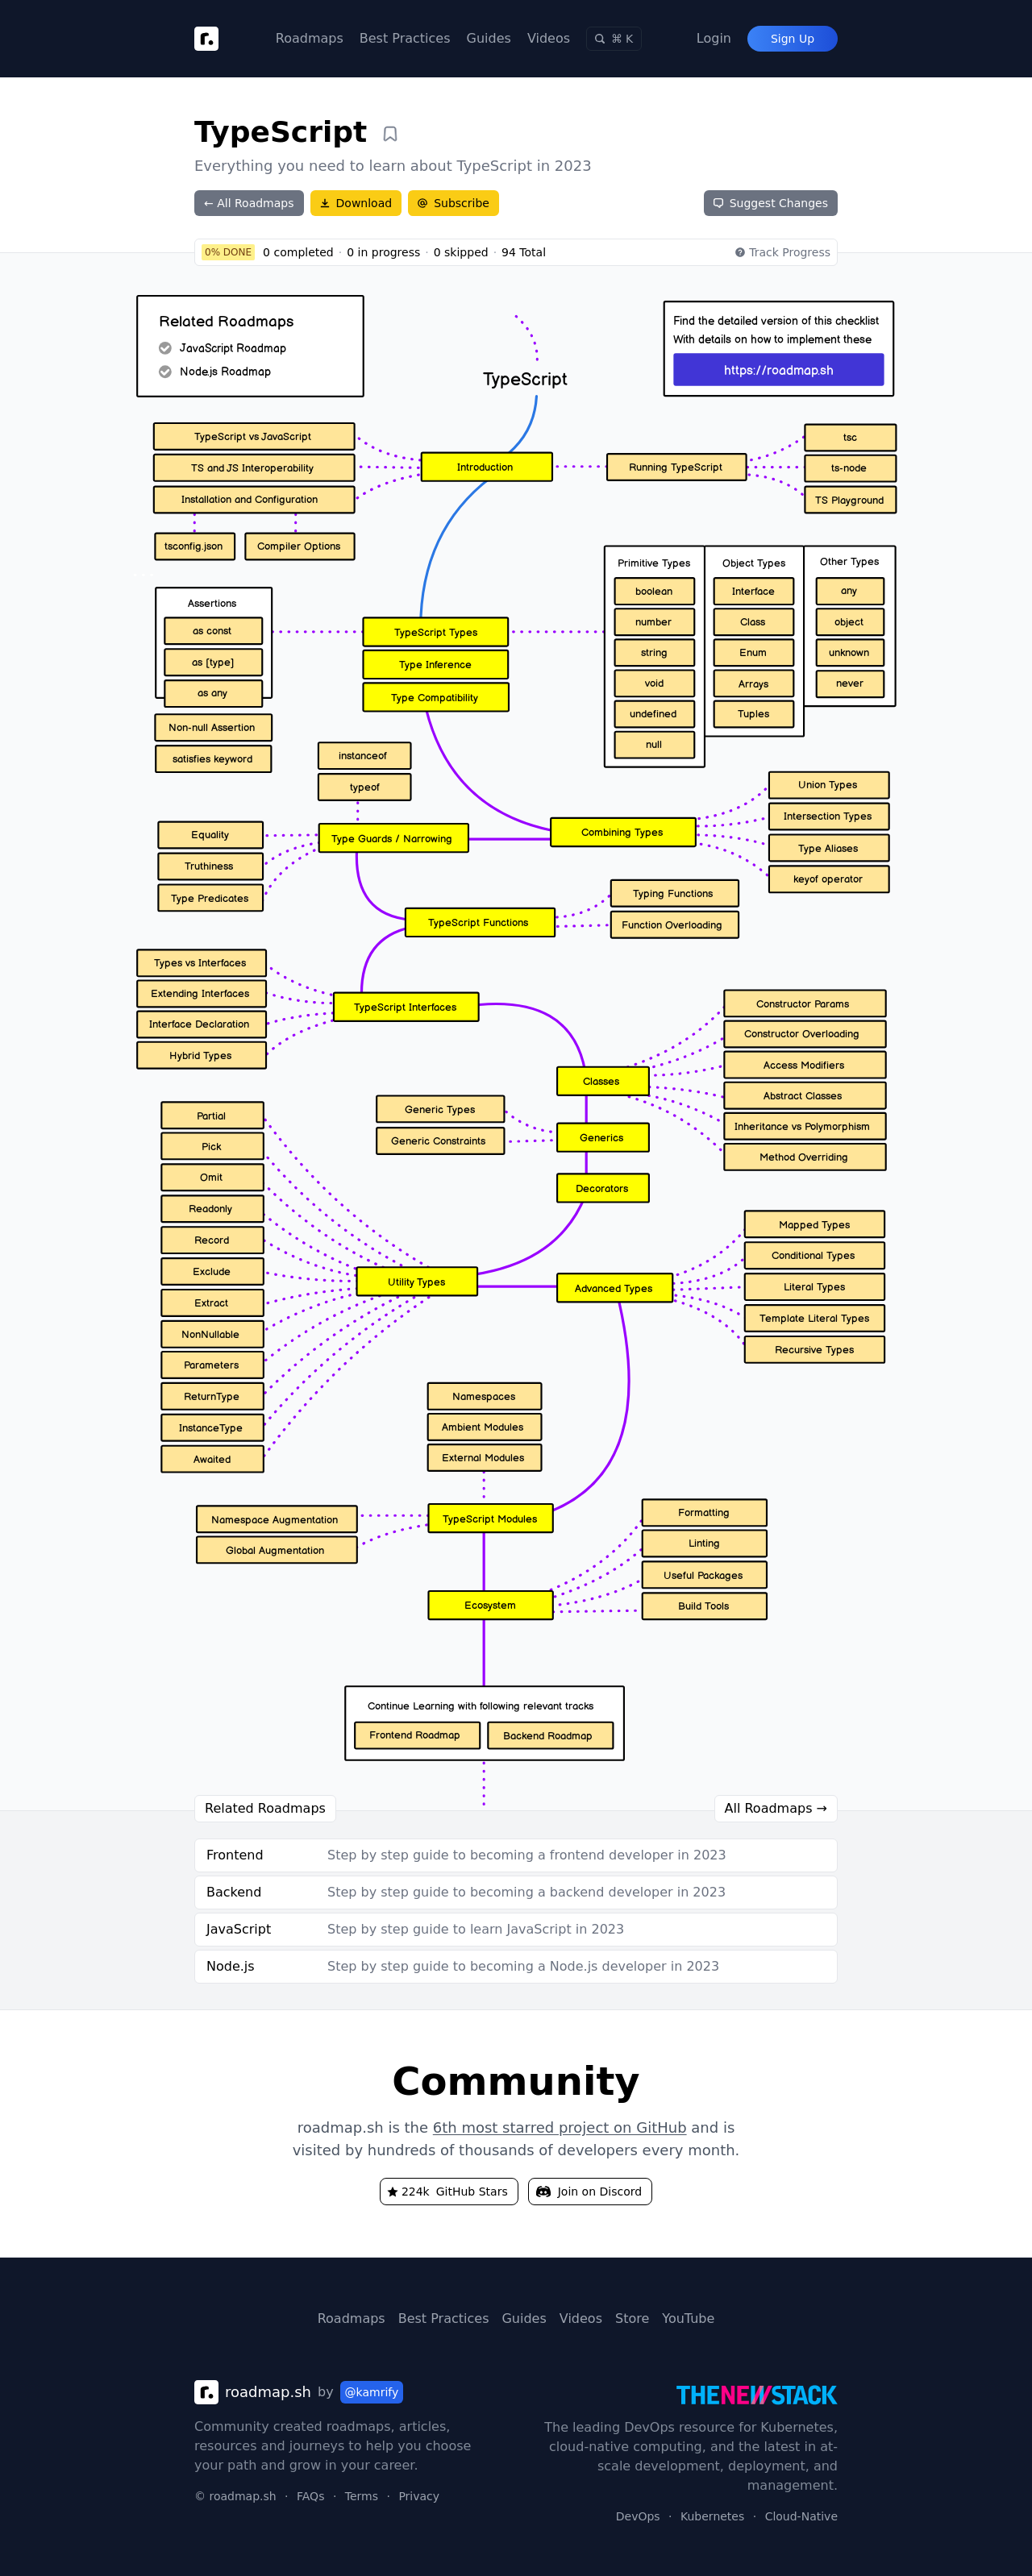 Roadmaps Best Practices Guides Videos ⌘ K Login Sign Up
TypeScript
Everything you need to learn about TypeScript in 2023
← All Roadmaps Download Subscribe Suggest Changes
0% DONE 0 completed · 0 in progress · 0 skipped · 94 Total Track Progress
Related Roadmaps
JavaScript Roadmap
Node.js Roadmap
Find the detailed version of this checklist
With details on how to implement these
https://roadmap.sh
TypeScript
TypeScript vs JavaScript
TS and JS Interoperability
Installation and Configuration
tsconfig.json
Compiler Options
Introduction
Running TypeScript
tsc
ts-node
TS Playground
Assertions
as const
as [type]
as any
Non-null Assertion
satisfies keyword
TypeScript Types
Type Inference
Type Compatibility
Primitive Types
boolean
number
string
void
undefined
null
Object Types
Interface
Class
Enum
Arrays
Tuples
Other Types
any
object
unknown
never
instanceof
typeof
Equality
Truthiness
Type Predicates
Type Guards / Narrowing
Combining Types
Union Types
Intersection Types
Type Aliases
keyof operator
TypeScript Functions
Typing Functions
Function Overloading
Types vs Interfaces
Extending Interfaces
Interface Declaration
Hybrid Types
TypeScript Interfaces
Classes
Constructor Params
Constructor Overloading
Access Modifiers
Abstract Classes
Inheritance vs Polymorphism
Method Overriding
Generic Types
Generic Constraints
Generics
Decorators
Partial
Pick
Omit
Readonly
Record
Exclude
Extract
NonNullable
Parameters
ReturnType
InstanceType
Awaited
Utility Types
Advanced Types
Mapped Types
Conditional Types
Literal Types
Template Literal Types
Recursive Types
Namespaces
Ambient Modules
External Modules
TypeScript Modules
Namespace Augmentation
Global Augmentation
Ecosystem
Formatting
Linting
Useful Packages
Build Tools
Continue Learning with following relevant tracks
Frontend Roadmap
Backend Roadmap
Related Roadmaps All Roadmaps →
Frontend Step by step guide to becoming a frontend developer in 2023
Backend Step by step guide to becoming a backend developer in 2023
JavaScript Step by step guide to learn JavaScript in 2023
Node.js Step by step guide to becoming a Node.js developer in 2023
Community
roadmap.sh is the 6th most starred project on GitHub and is
visited by hundreds of thousands of developers every month.
224k GitHub Stars Join on Discord
Roadmaps Best Practices Guides Videos Store YouTube
roadmap.sh by @kamrify
Community created roadmaps, articles,
resources and journeys to help you choose
your path and grow in your career.
© roadmap.sh · FAQs · Terms · Privacy
THENEWSTACK
The leading DevOps resource for Kubernetes,
cloud-native computing, and the latest in at-
scale development, deployment, and
management.
DevOps · Kubernetes · Cloud-Native